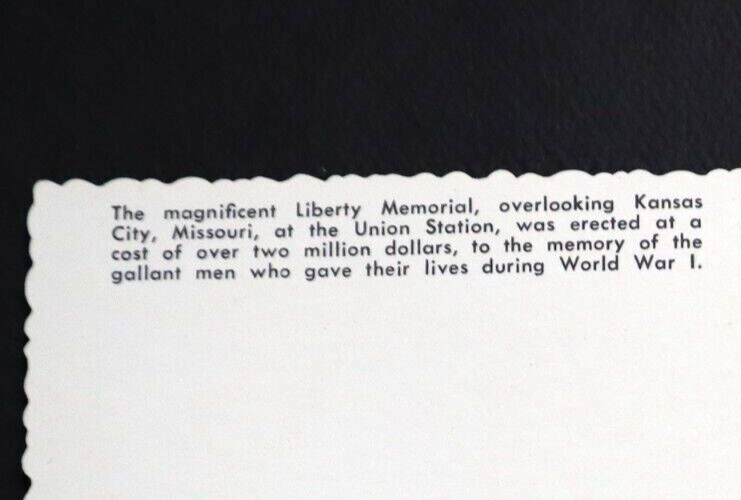 The magnificent Liberty Memorial, overlooking Kansas
City, Missouri, at the Union Station, was erected at a
cost of over two million dollars, to the memory of the
gallant men who gave their lives during World War I.